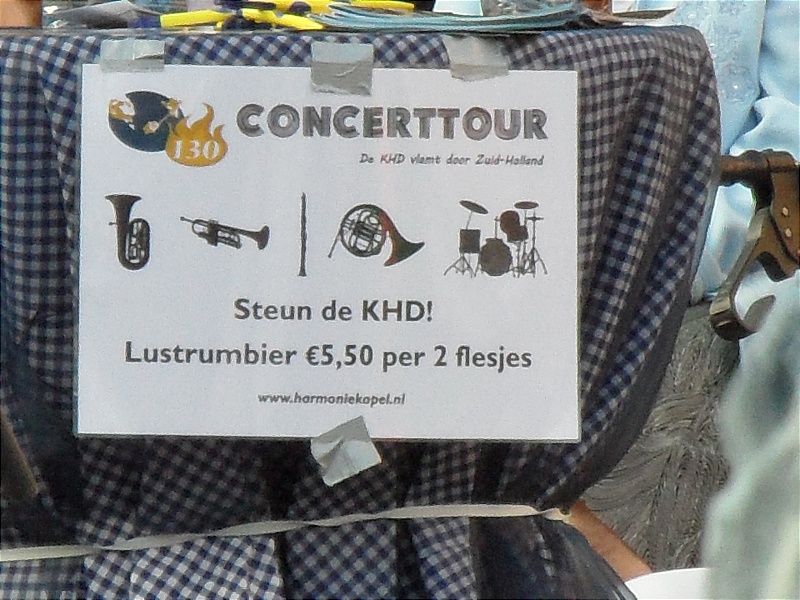 130
CONCERTTOUR
De KHD vlamt door Zuid-Holland
Steun de KHD!
Lustrumbier €5,50 per 2 flesjes
www.harmoniekapel.nl